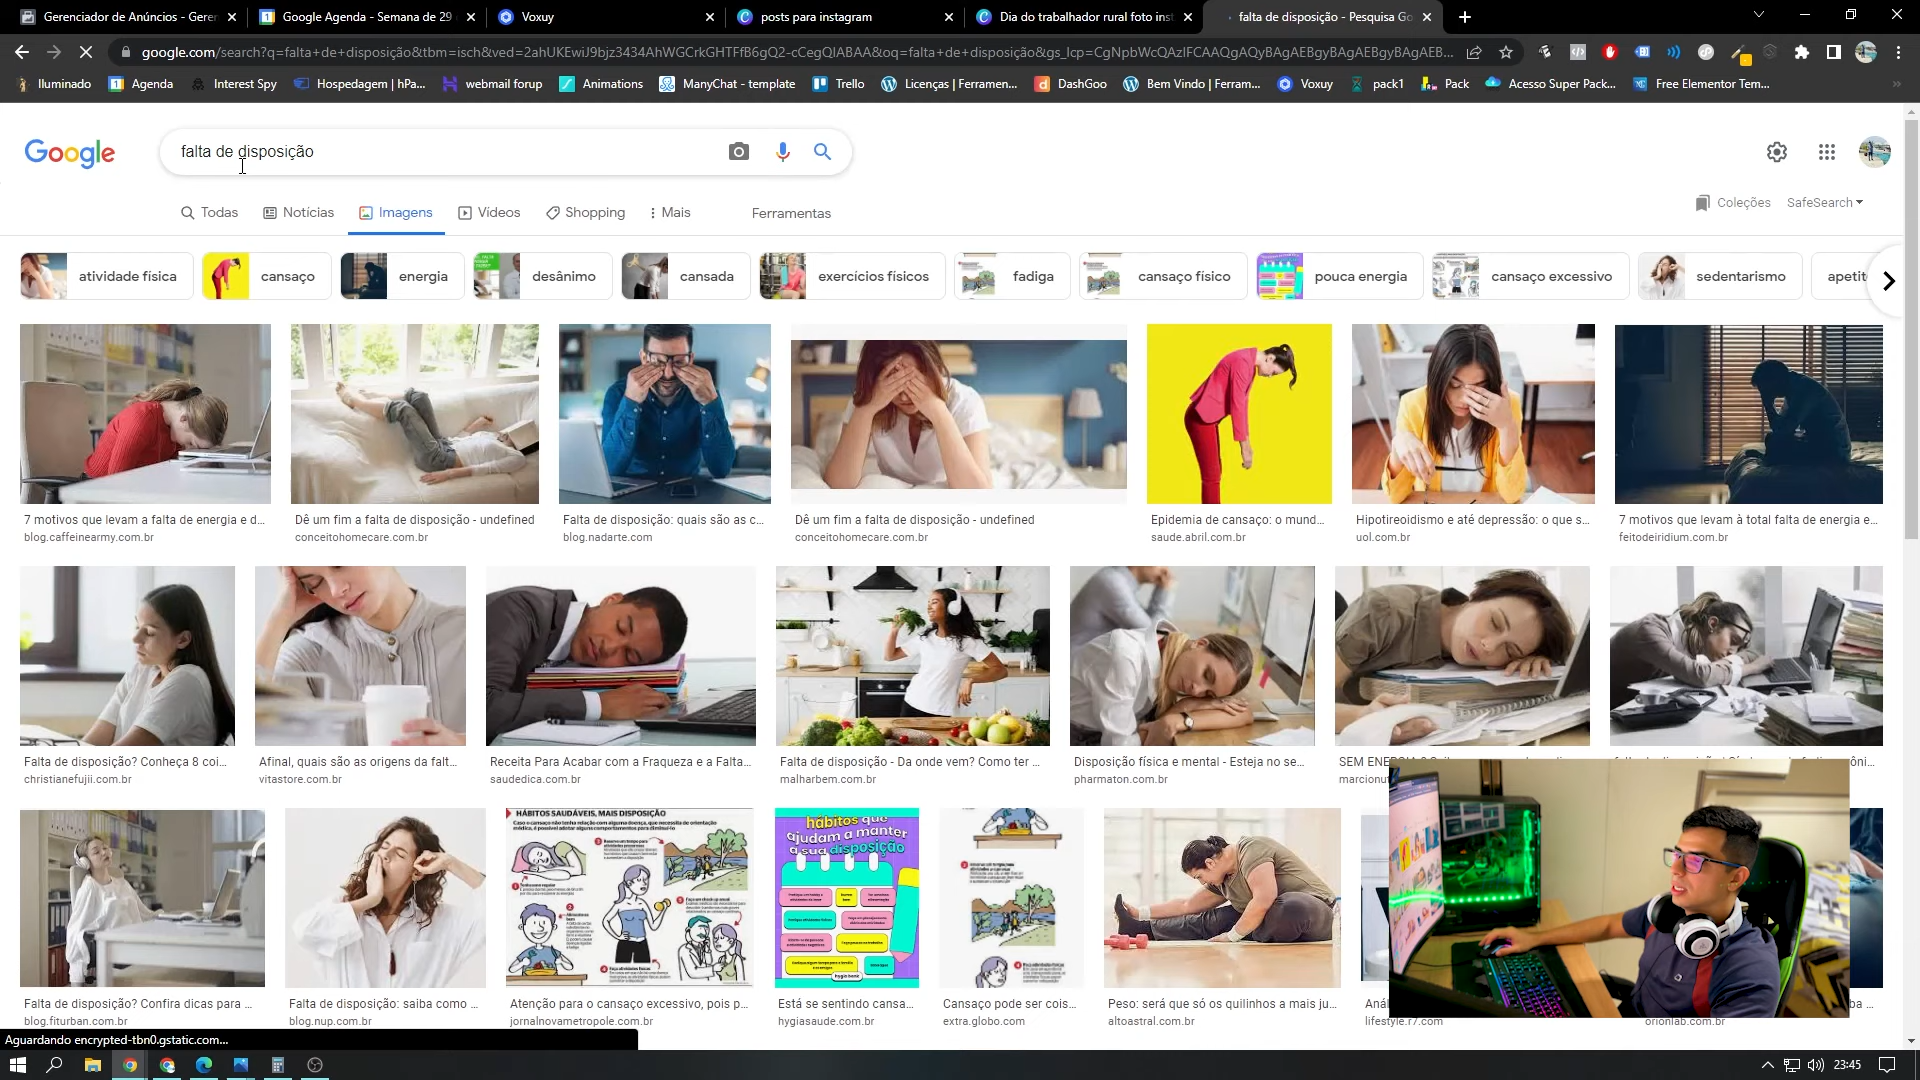 Gerenciador de Anúncios - Geren
Google Agenda - Semana de 29
Voxuy
posts para instagram
Dia do trabalhador rural foto inst
falta de disposição - Pesquisa Go
google.com/search?q=falta+de+disposição&tbm=isch&ved=2ahUKEwiJ9bjz3434AhWGCrkGHTFfB6gQ2-cCegQIABAA&oq=falta+de+disposição&gs_lcp=CgNpbWcQAzIFCAAQgAQyBAgAEBgyBAgAEBgyBAgAEBgyBAgAEB...
Iluminado
Agenda
Interest Spy
Hospedagem | hPa...
webmail forup
Animations
ManyChat - template
Trello
Licenças | Ferramen...
DashGoo
Bem Vindo | Ferram...
Voxuy
pack1
Pack
Acesso Super Pack...
Free Elementor Tem...
Google
falta de disposição
Todas
Notícias
Imagens
Vídeos
Shopping
Mais
Ferramentas
Coleções
SafeSearch
atividade física
cansaço
energia
desânimo
cansada
exercícios físicos
fadiga
cansaço físico
pouca energia
cansaço excessivo
sedentarismo
apetit
7 motivos que levam a falta de energia e d...
blog.caffeinearmy.com.br
Dê um fim a falta de disposição - undefined
conceitohomecare.com.br
Falta de disposição: quais são as c...
blog.nadarte.com
Dê um fim a falta de disposição - undefined
conceitohomecare.com.br
Epidemia de cansaço: o mund...
saude.abril.com.br
Hipotireoidismo e até depressão: o que s...
uol.com.br
7 motivos que levam à total falta de energia e...
feitodeiridium.com.br
Falta de disposição? Conheça 8 coi...
christianefujii.com.br
Afinal, quais são as origens da falt...
vitastore.com.br
Receita Para Acabar com a Fraqueza e a Falta...
saudedica.com.br
Falta de disposição - Da onde vem? Como ter ...
malharbem.com.br
Disposição física e mental - Esteja no se...
pharmaton.com.br
SEM
marcionu
HÁBITOS SAUDÁVEIS, MAIS DISPOSIÇÃO
hábitos que
ajudam a manter
a sua disposição
Falta de disposição? Confira dicas para ...
blog.fiturban.com.br
Falta de disposição: saiba como ...
blog.nup.com.br
Atenção para o cansaço excessivo, pois p...
jornalnovametropole.com.br
Está se sentindo cansa...
hygiasaude.com.br
Cansaço pode ser cois...
extra.globo.com
Peso: será que só os quilinhos a mais ju...
altoastral.com.br
Anál
lifestyle.r7.com
ba ...
orionlab.com.br
Aguardando encrypted-tbn0.gstatic.com...
23:45